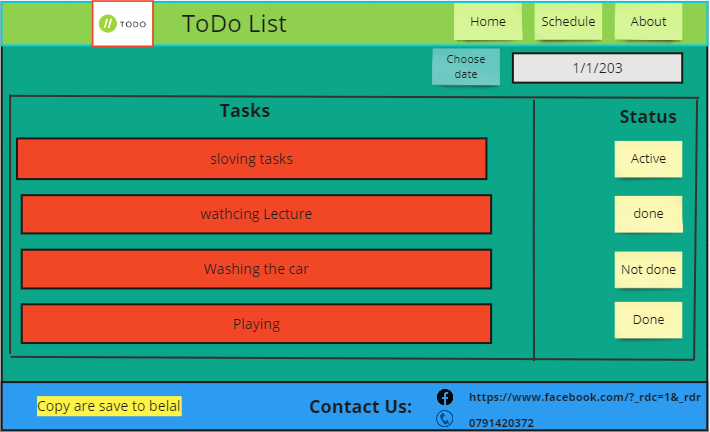 // TODO
ToDo List
Home
Schedule
About
Choose
date
1/1/203
Tasks
Status
sloving tasks
Active
wathcing Lecture
done
Washing the car
Not done
Playing
Done
Copy are save to belal
Contact Us:
https://www.facebook.com/?_rdc=1&_rdr
0791420372